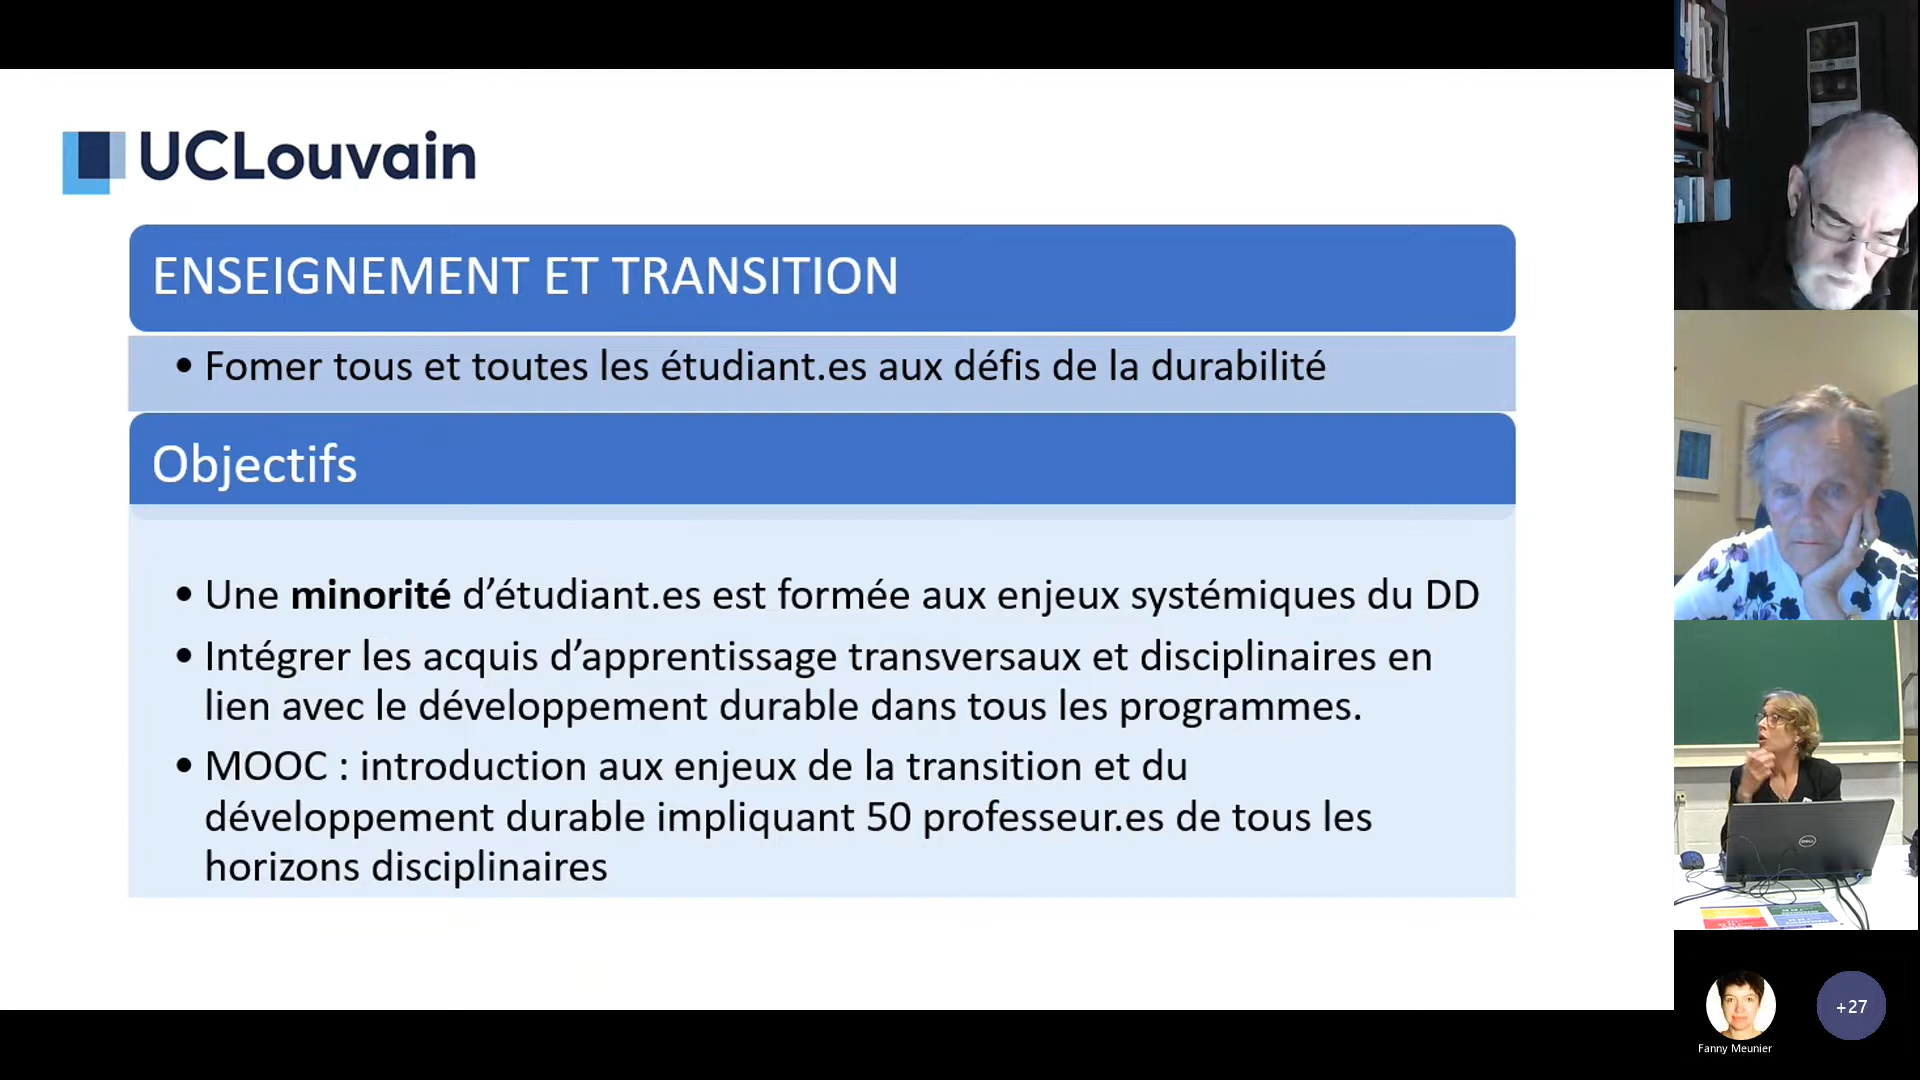 UCLouvain
ENSEIGNEMENT ET TRANSITION
• Fomer tous et toutes les étudiant.es aux défis de la durabilité
Objectifs
• Une minorité d’étudiant.es est formée aux enjeux systémiques du DD
• Intégrer les acquis d’apprentissage transversaux et disciplinaires en
lien avec le développement durable dans tous les programmes.
• MOOC : introduction aux enjeux de la transition et du
développement durable impliquant 50 professeur.es de tous les
horizons disciplinaires
DELL
Fanny Meunier
+27